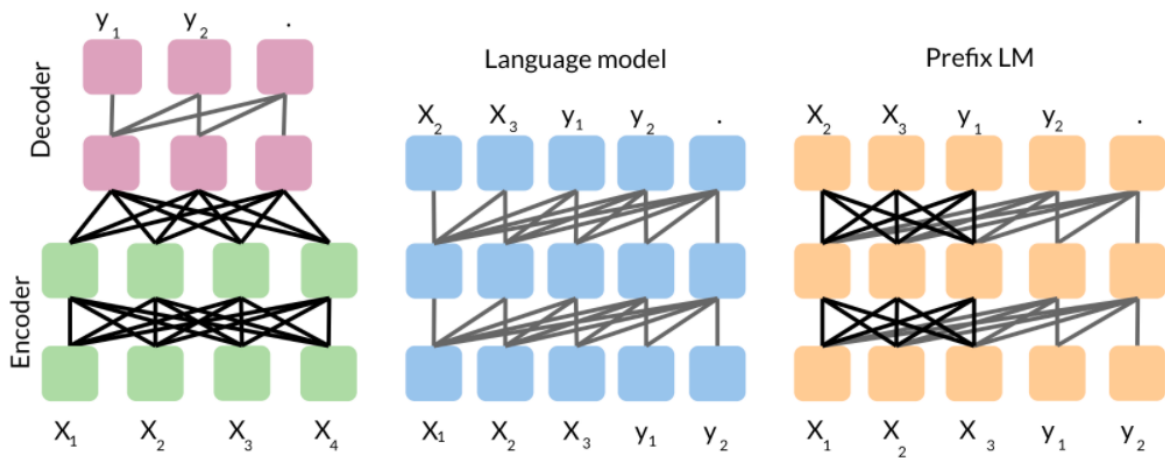 y1 y2 .
Decoder
Encoder
X1 X2 X3 X4
Language model
X2 X3 y1 y2 .
X1 X2 X3 y1 y2
Prefix LM
X2 X3 y1 y2 .
X1 X2 X3 y1 y2